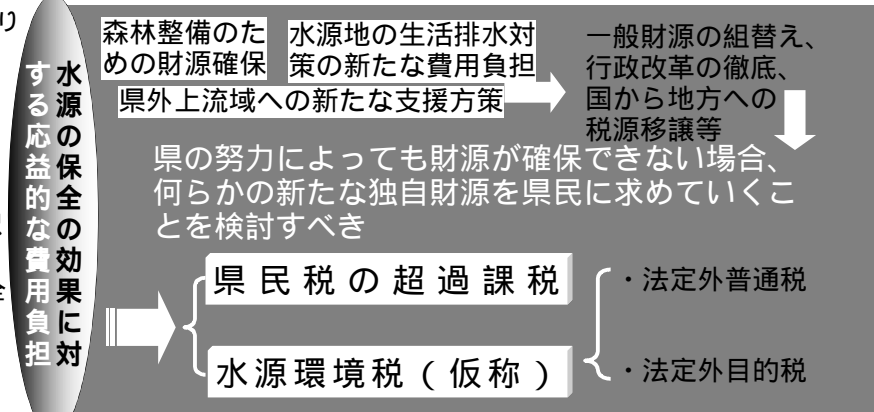 り
水源の保全の効果に対
する応益的な費用負担
森林整備のた
めの財源確保
水源地の生活排水対
策の新たな費用負担
県外上流域への新たな支援方策
一般財源の組替え、
行政改革の徹底、
国から地方への
税源移譲等
県の努力によっても財源が確保できない場合、
何らかの新たな独自財源を県民に求めていくこ
とを検討すべき
県民税の超過課税
水源環境税(仮称)
・法定外普通税
・法定外目的税